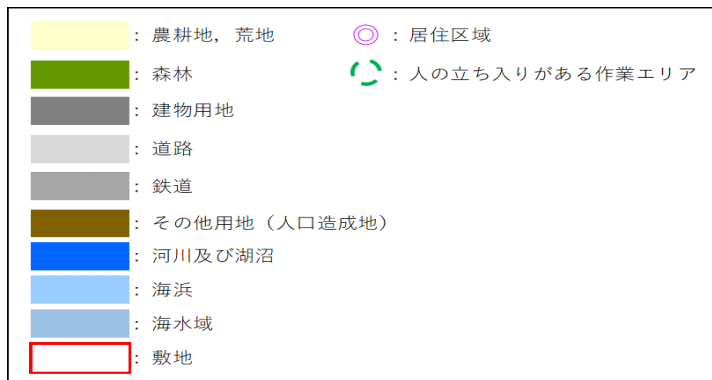 ：農耕地，荒地
：居住区域
：森林
：人の立ち入りがある作業エリア
：建物用地
：道路
：鉄道
：その他用地（人口造成地）
：河川及び湖沼
：海浜
：海水域
：敷地